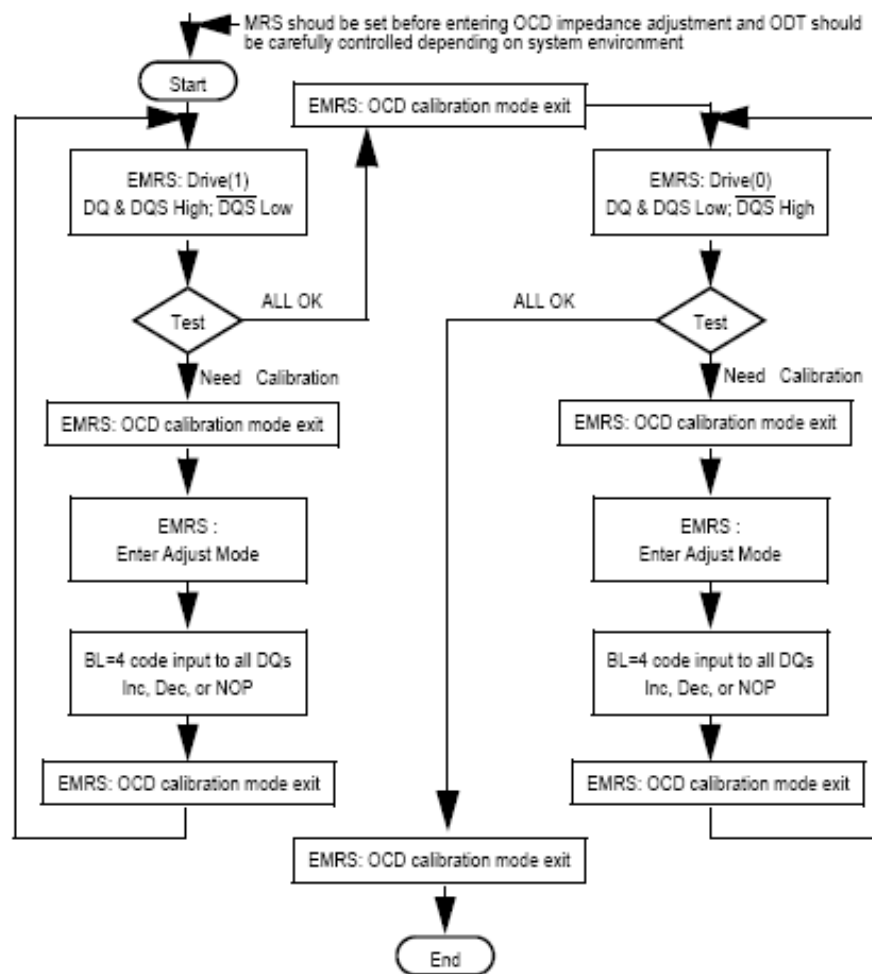 MRS shoud be set before entering OCD impedance adjustment and ODT should
be carefully controlled depending on system environment
Start
EMRS: OCD calibration mode exit
EMRS: Drive(1)
DQ & DQS High; D̅Q̅S̅ Low
Test
ALL OK
Need Calibration
EMRS: OCD calibration mode exit
EMRS :
Enter Adjust Mode
BL=4 code input to all DQs
Inc, Dec, or NOP
EMRS: OCD calibration mode exit
EMRS: Drive(0)
DQ & DQS Low; D̅Q̅S̅ High
Test
ALL OK
Need Calibration
EMRS: OCD calibration mode exit
EMRS :
Enter Adjust Mode
BL=4 code input to all DQs
Inc, Dec, or NOP
EMRS: OCD calibration mode exit
EMRS: OCD calibration mode exit
End